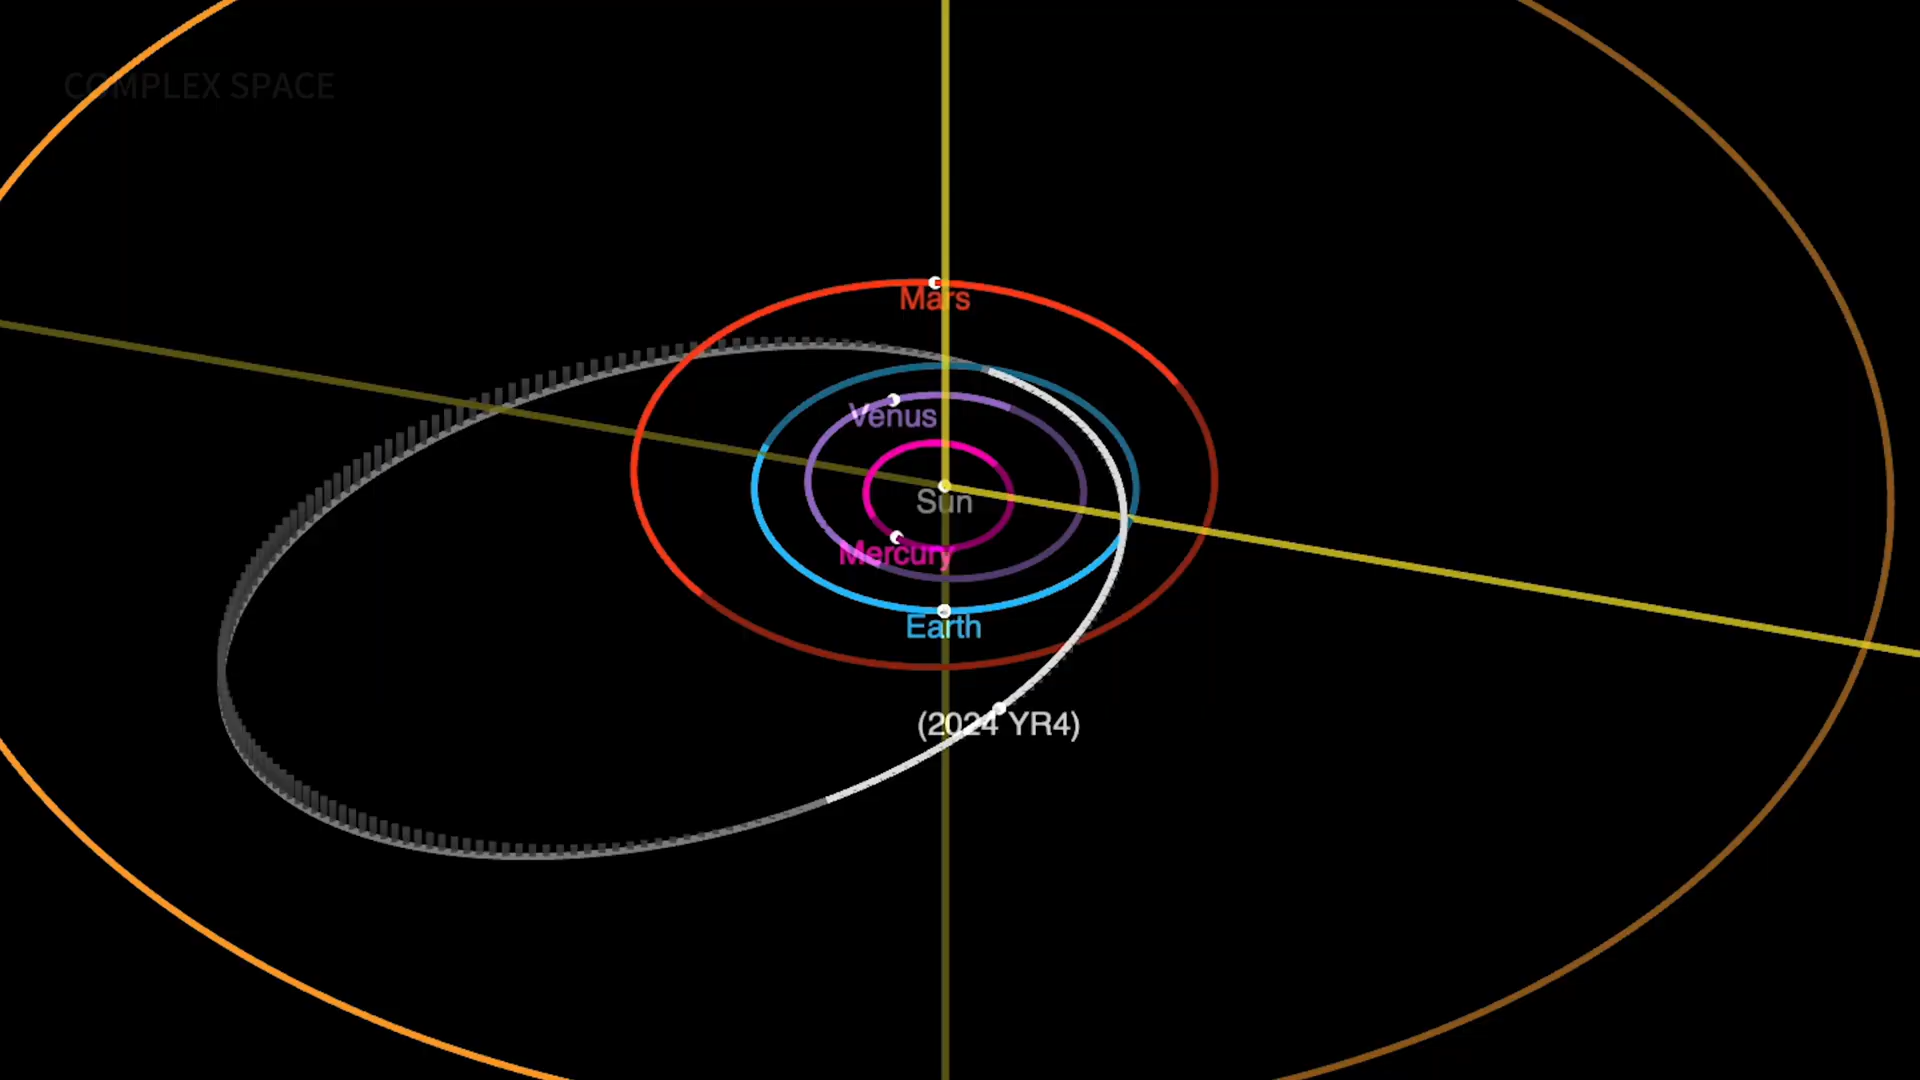 COMPLEX SPACE
Mars
Venus
Sun
Mercury
Earth
(2024 YR4)